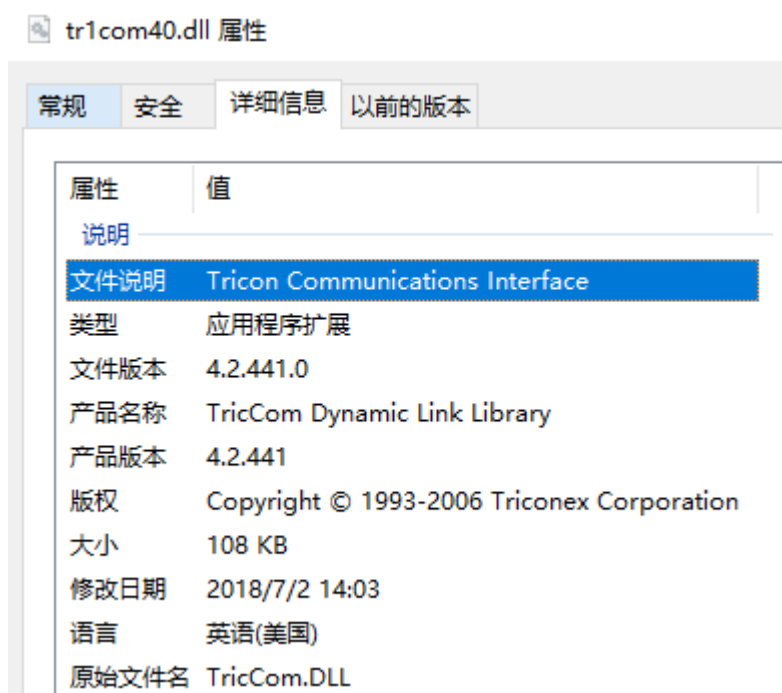 tr1com40.dll 属性
常规 安全 详细信息 以前的版本
属性 值
说明
文件说明 Tricon Communications Interface
类型 应用程序扩展
文件版本 4.2.441.0
产品名称 TricCom Dynamic Link Library
产品版本 4.2.441
版权 Copyright © 1993-2006 Triconex Corporation
大小 108 KB
修改日期 2018/7/2 14:03
语言 英语(美国)
原始文件名 TricCom.DLL